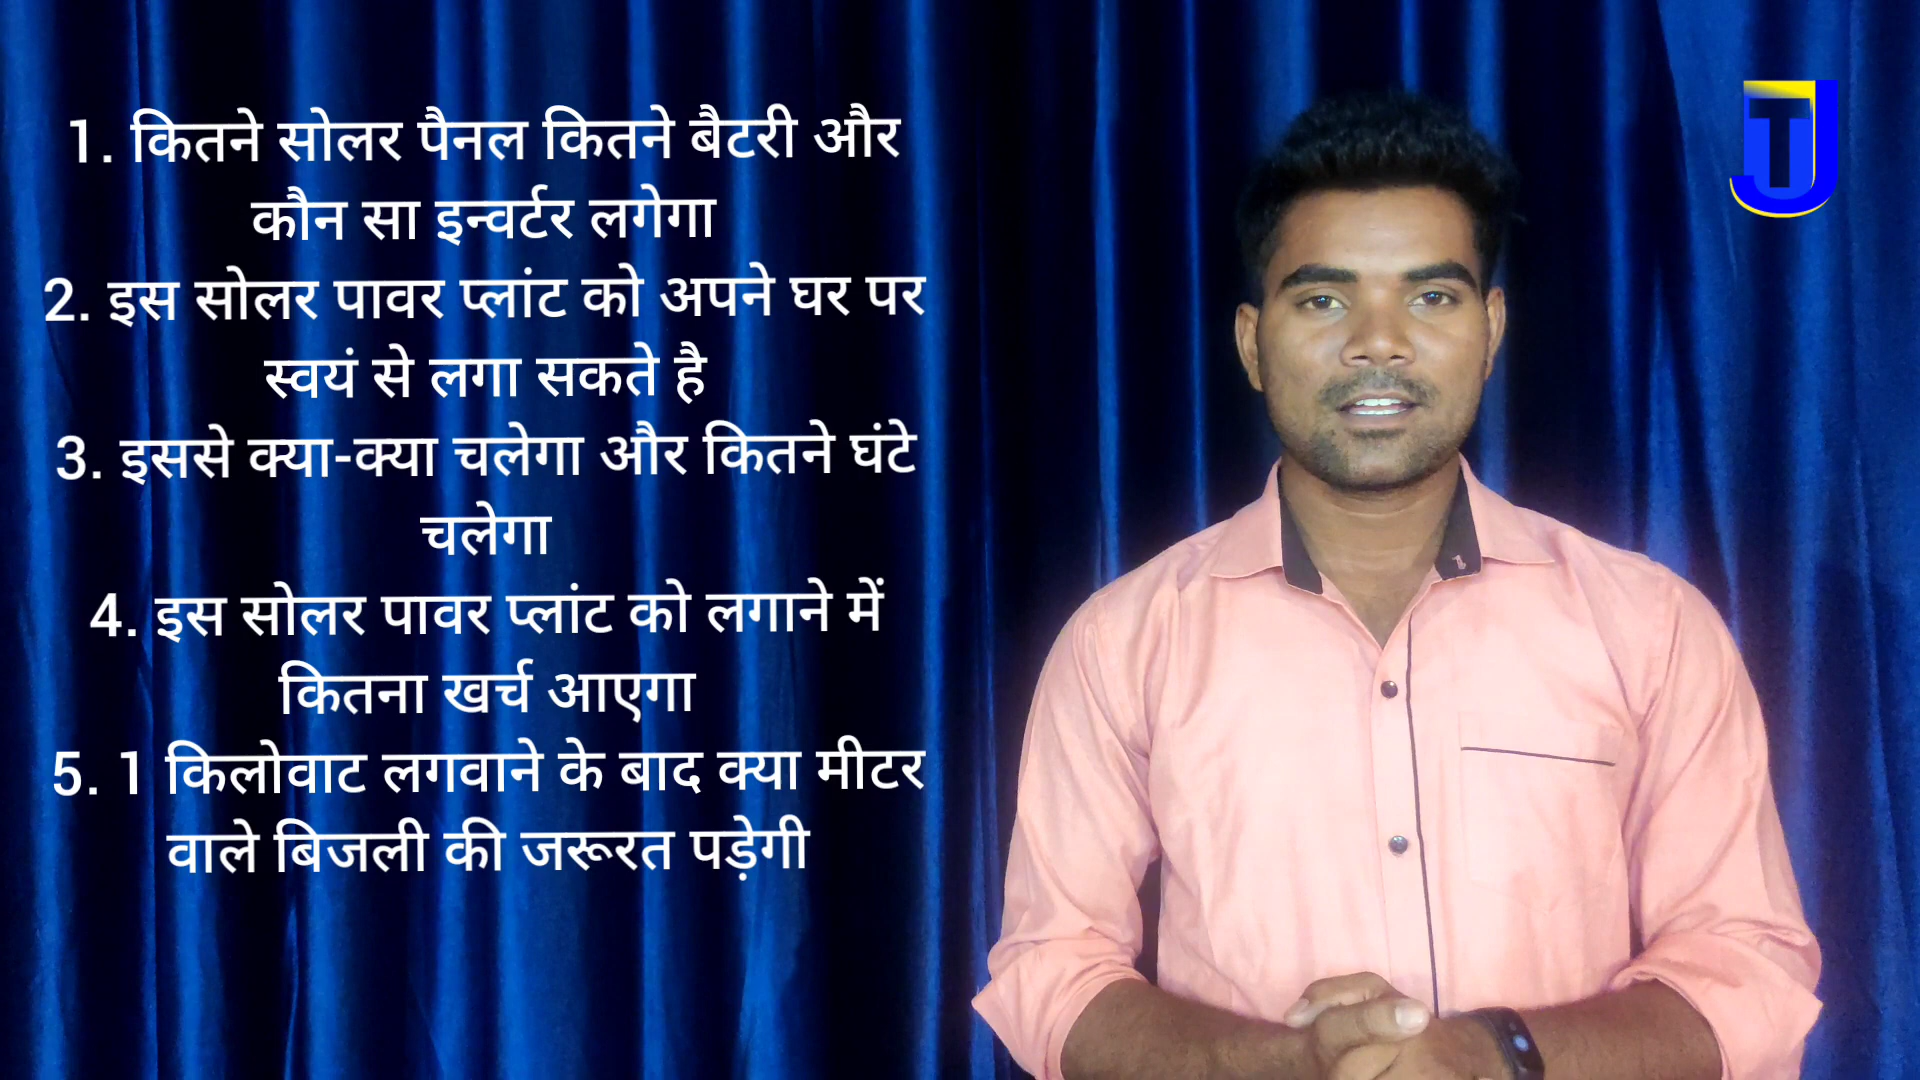 1. कितने सोलर पैनल कितने बैटरी और
कौन सा इन्वर्टर लगेगा
2. इस सोलर पावर प्लांट को अपने घर पर
स्वयं से लगा सकते है
3. इससे क्या-क्या चलेगा और कितने घंटे
चलेगा
4. इस सोलर पावर प्लांट को लगाने में
कितना खर्च आएगा
5. 1 किलोवाट लगवाने के बाद क्या मीटर
वाले बिजली की जरूरत पड़ेगी
TJ